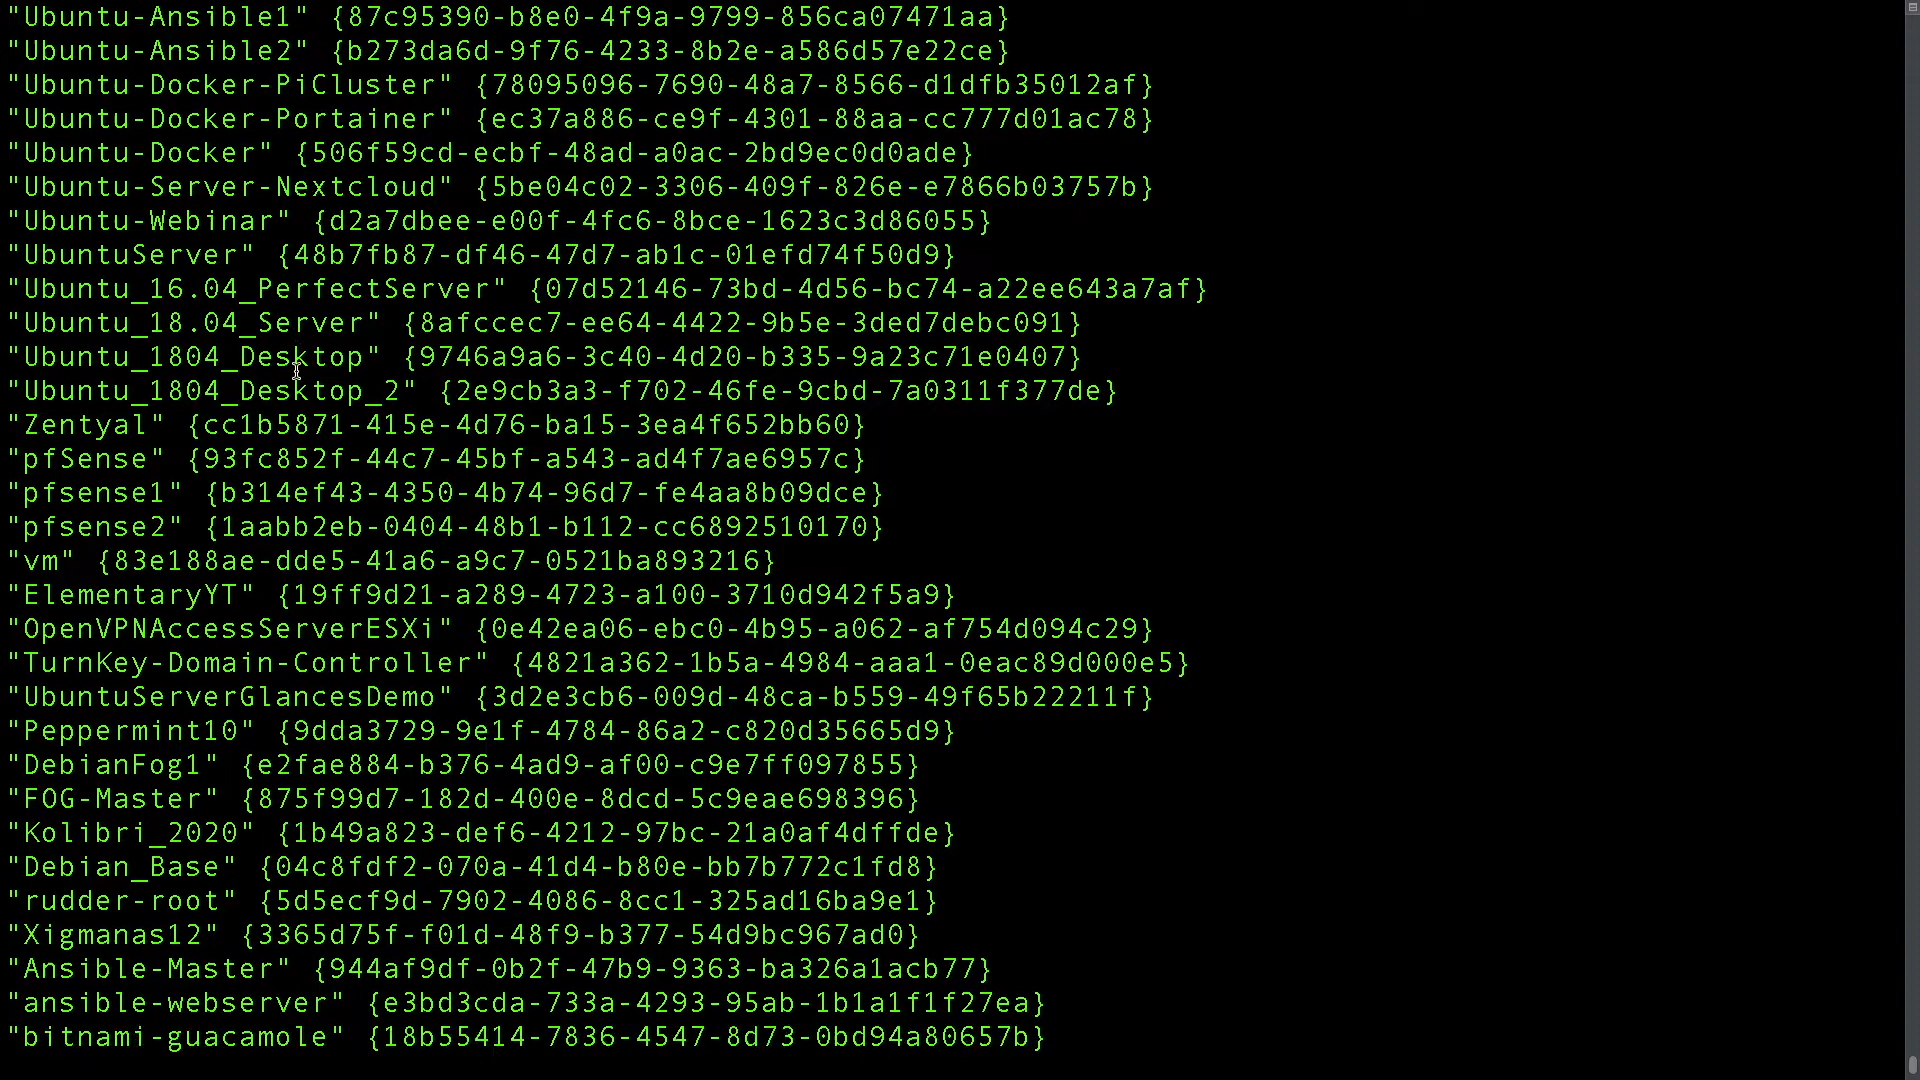 "Ubuntu-Ansible1" {87c95390-b8e0-4f9a-9799-856ca07471aa}
"Ubuntu-Ansible2" {b273da6d-9f76-4233-8b2e-a586d57e22ce}
"Ubuntu-Docker-PiCluster" {78095096-7690-48a7-8566-d1dfb35012af}
"Ubuntu-Docker-Portainer" {ec37a886-ce9f-4301-88aa-cc777d01ac78}
"Ubuntu-Docker" {506f59cd-ecbf-48ad-a0ac-2bd9ec0d0ade}
"Ubuntu-Server-Nextcloud" {5be04c02-3306-409f-826e-e7866b03757b}
"Ubuntu-Webinar" {d2a7dbee-e00f-4fc6-8bce-1623c3d86055}
"UbuntuServer" {48b7fb87-df46-47d7-ab1c-01efd74f50d9}
"Ubuntu_16.04_PerfectServer" {07d52146-73bd-4d56-bc74-a22ee643a7af}
"Ubuntu_18.04_Server" {8afccec7-ee64-4422-9b5e-3ded7debc091}
"Ubuntu_1804_Desktop" {9746a9a6-3c40-4d20-b335-9a23c71e0407}
"Ubuntu_1804_Desktop_2" {2e9cb3a3-f702-46fe-9cbd-7a0311f377de}
"Zentyal" {cc1b5871-415e-4d76-ba15-3ea4f652bb60}
"pfSense" {93fc852f-44c7-45bf-a543-ad4f7ae6957c}
"pfsense1" {b314ef43-4350-4b74-96d7-fe4aa8b09dce}
"pfsense2" {1aabb2eb-0404-48b1-b112-cc6892510170}
"vm" {83e188ae-dde5-41a6-a9c7-0521ba893216}
"ElementaryYT" {19ff9d21-a289-4723-a100-3710d942f5a9}
"OpenVPNAccessServerESXi" {0e42ea06-ebc0-4b95-a062-af754d094c29}
"TurnKey-Domain-Controller" {4821a362-1b5a-4984-aaa1-0eac89d000e5}
"UbuntuServerGlancesDemo" {3d2e3cb6-009d-48ca-b559-49f65b22211f}
"Peppermint10" {9dda3729-9e1f-4784-86a2-c820d35665d9}
"DebianFog1" {e2fae884-b376-4ad9-af00-c9e7ff097855}
"FOG-Master" {875f99d7-182d-400e-8dcd-5c9eae698396}
"Kolibri_2020" {1b49a823-def6-4212-97bc-21a0af4dffde}
"Debian_Base" {04c8fdf2-070a-41d4-b80e-bb7b772c1fd8}
"rudder-root" {5d5ecf9d-7902-4086-8cc1-325ad16ba9e1}
"Xigmanas12" {3365d75f-f01d-48f9-b377-54d9bc967ad0}
"Ansible-Master" {944af9df-0b2f-47b9-9363-ba326a1acb77}
"ansible-webserver" {e3bd3cda-733a-4293-95ab-1b1a1f1f27ea}
"bitnami-guacamole" {18b55414-7836-4547-8d73-0bd94a80657b}